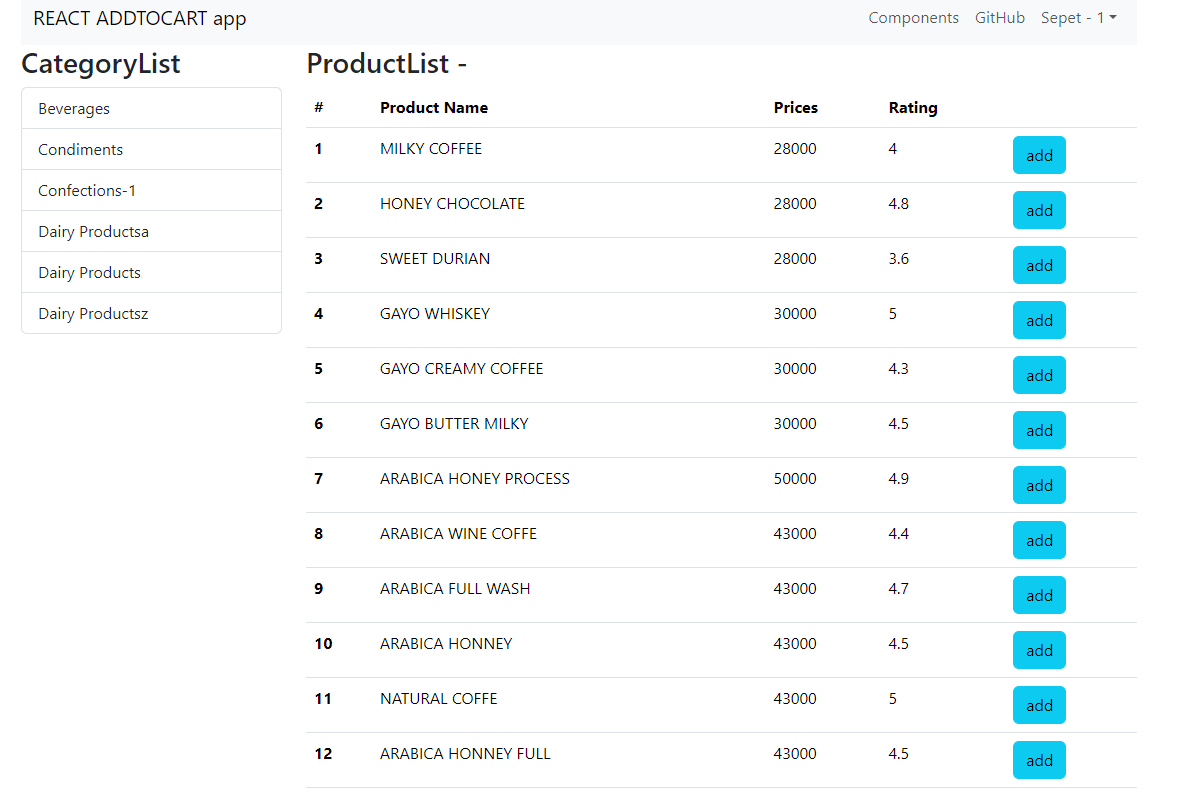 REACT ADDTOCART app Components GitHub Sepet - 1
CategoryList
Beverages
Condiments
Confections-1
Dairy Productsa
Dairy Products
Dairy Productsz
ProductList -
# Product Name Prices Rating
1 MILKY COFFEE 28000 4 add
2 HONEY CHOCOLATE 28000 4.8 add
3 SWEET DURIAN 28000 3.6 add
4 GAYO WHISKEY 30000 5 add
5 GAYO CREAMY COFFEE 30000 4.3 add
6 GAYO BUTTER MILKY 30000 4.5 add
7 ARABICA HONEY PROCESS 50000 4.9 add
8 ARABICA WINE COFFE 43000 4.4 add
9 ARABICA FULL WASH 43000 4.7 add
10 ARABICA HONNEY 43000 4.5 add
11 NATURAL COFFE 43000 5 add
12 ARABICA HONNEY FULL 43000 4.5 add